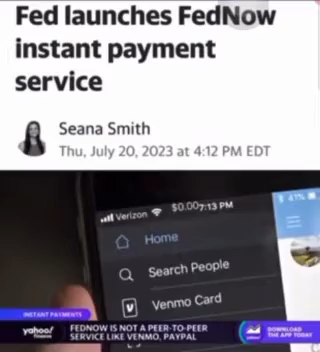 Fed launches FedNow
instant payment
service
Seana Smith
Thu, July 20, 2023 at 4:12 PM EDT
Verizon $0.00 7:13 PM
41%
Home
Search People
Venmo Card
INSTANT PAYMENTS
yahoo!
finance
FEDNOW IS NOT A PEER-TO-PEER
SERVICE LIKE VENMO, PAYPAL
DOWNLOAD
THE APP TODAY